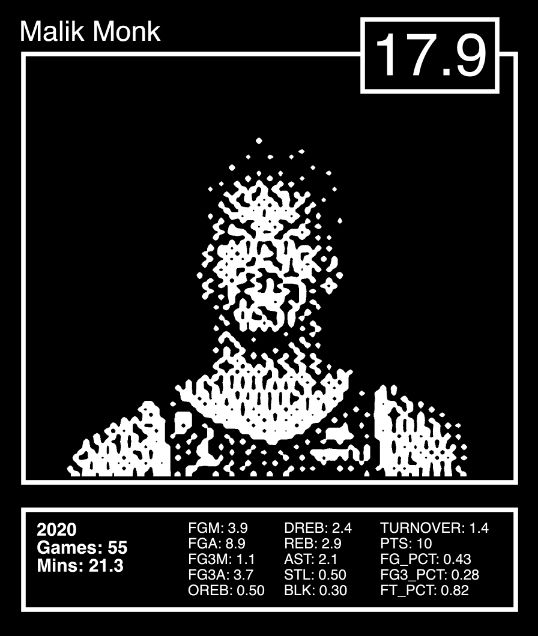 Malik Monk
17.9
2020
Games: 55
Mins: 21.3
FGM: 3.9
FGA: 8.9
FG3M: 1.1
FG3A: 3.7
OREB: 0.50
DREB: 2.4
REB: 2.9
AST: 2.1
STL: 0.50
BLK: 0.30
TURNOVER: 1.4
PTS: 10
FG_PCT: 0.43
FG3_PCT: 0.28
FT_PCT: 0.82